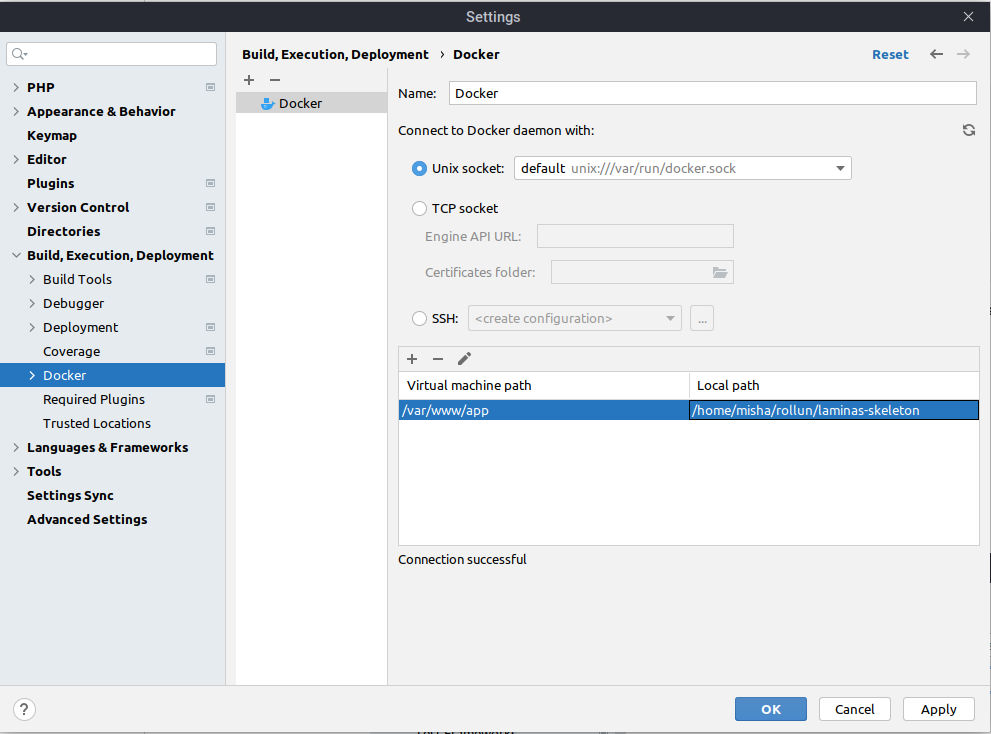 Settings
Build, Execution, Deployment › Docker
Reset
PHP
Appearance & Behavior
Keymap
Editor
Plugins
Version Control
Directories
Build, Execution, Deployment
Build Tools
Debugger
Deployment
Coverage
Docker
Required Plugins
Trusted Locations
Languages & Frameworks
Tools
Settings Sync
Advanced Settings
Docker
Name: Docker
Connect to Docker daemon with:
Unix socket: default unix:///var/run/docker.sock
TCP socket
Engine API URL:
Certificates folder:
SSH: <create configuration> ...
Virtual machine path Local path
/var/www/app /home/misha/rollun/laminas-skeleton
Connection successful
? OK Cancel Apply